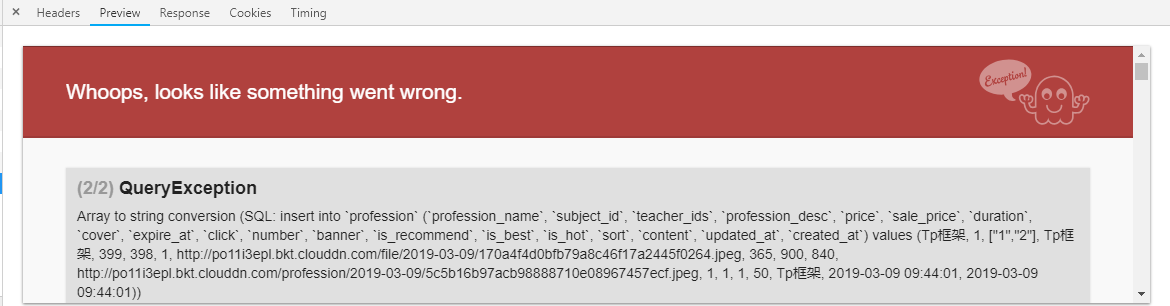 × Headers Preview Response Cookies Timing
Whoops, looks like something went wrong.
Exception!
(2/2) QueryException
Array to string conversion (SQL: insert into `profession` (`profession_name`, `subject_id`, `teacher_ids`, `profession_desc`, `price`, `sale_price`, `duration`,
`cover`, `expire_at`, `click`, `number`, `banner`, `is_recommend`, `is_best`, `is_hot`, `sort`, `content`, `updated_at`, `created_at`) values (Tp框架, 1, ["1","2"], Tp框
架, 399, 398, 1, http://po11i3epl.bkt.clouddn.com/file/2019-03-09/170a4f4d0bfb79a8c46f17a2445f0264.jpeg, 365, 900, 840,
http://po11i3epl.bkt.clouddn.com/profession/2019-03-09/5c5b16b97acb98888710e08967457ecf.jpeg, 1, 1, 1, 50, Tp框架, 2019-03-09 09:44:01, 2019-03-09
09:44:01))